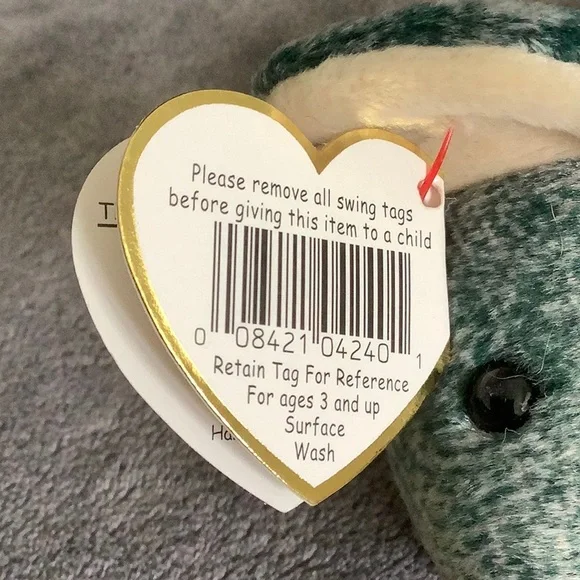 Please remove all swing tags
before giving this item to a child
0 08421 04240 1
Retain Tag For Reference
For ages 3 and up
Surface
Wash